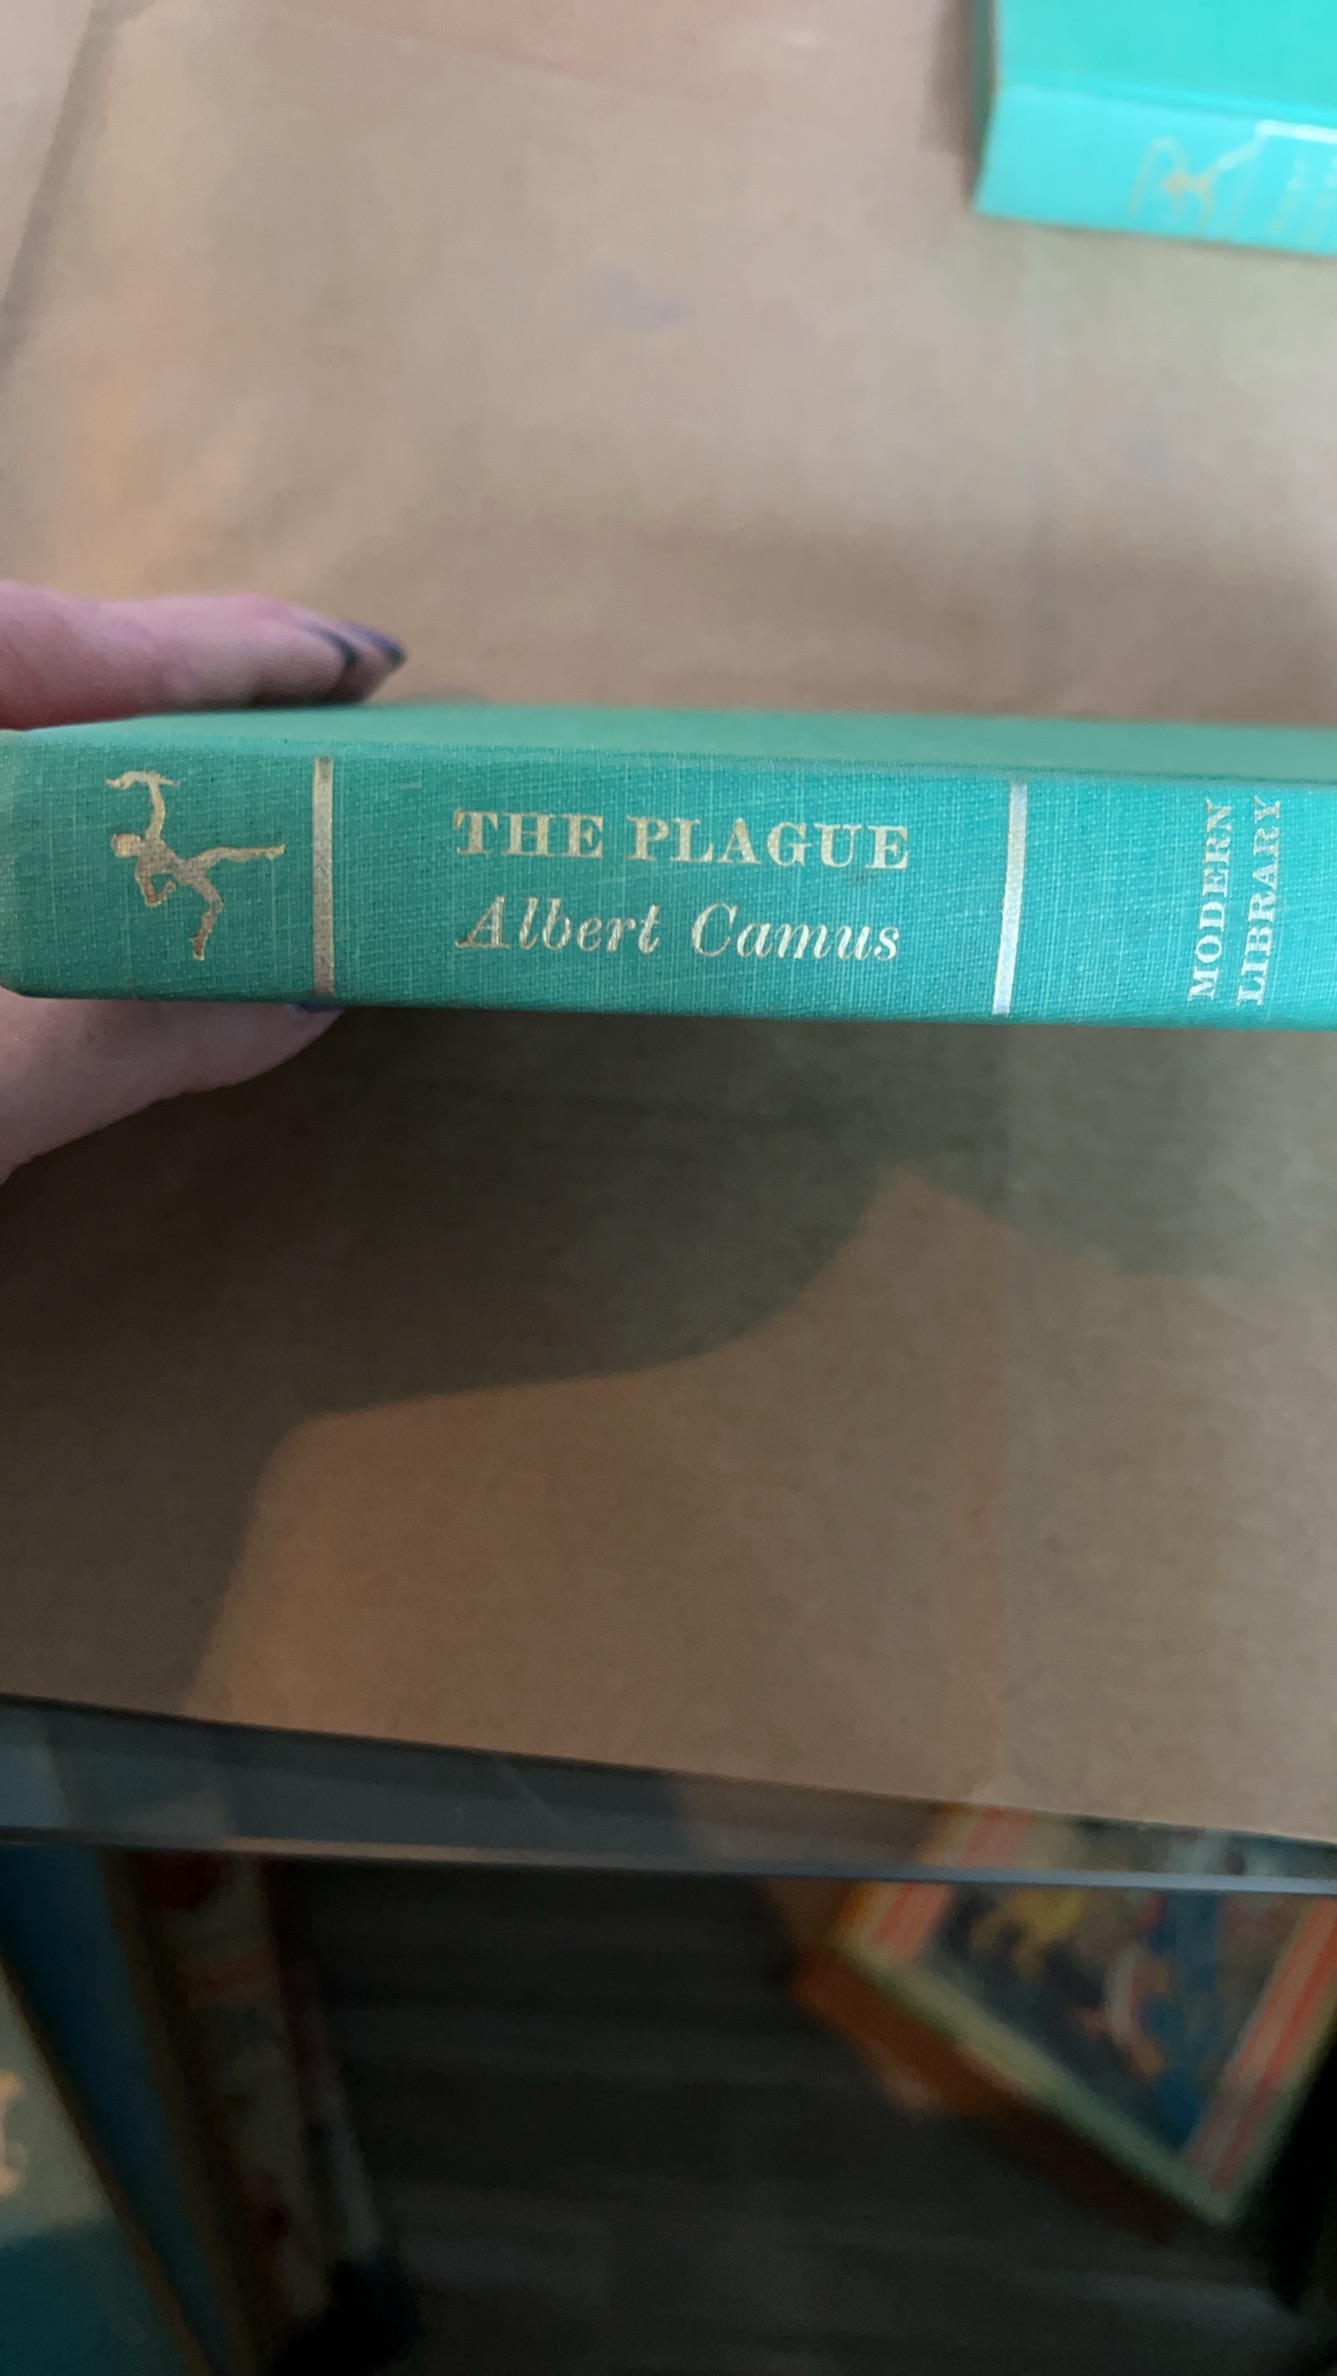 THE PLAGUE
Albert Camus
MODERN
LIBRARY